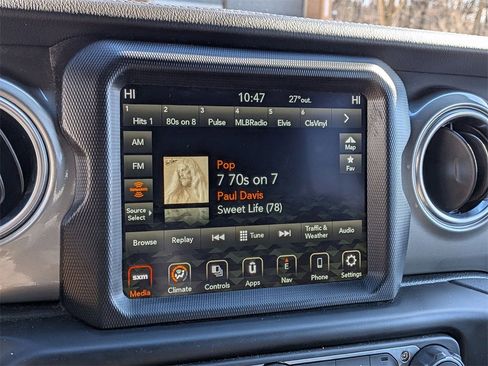 HI 10:47 27°out. HI
1 2 3 4 5 6
Hits 1 80s on 8 Pulse MLBRadio Elvis ClsVinyl
AM
Map
FM
Pop
Fav
7 70s on 7
Paul Davis
Source Select
Sweet Life (78)
Browse Replay Tune Traffic & Weather Audio
sxm E
Media Climate Controls Apps Nav Phone Settings